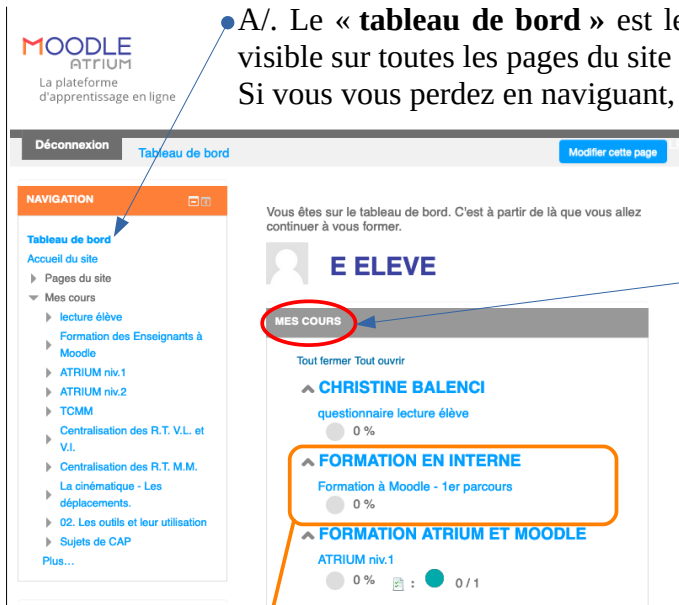 A/. Le « tableau de bord » est le
visible sur toutes les pages du site
Si vous vous perdez en naviguant,
MOODLE
ATRIUM
La plateforme
d'apprentissage en ligne
Déconnexion
Tableau de bord
Modifier cette page
NAVIGATION
Tableau de bord
Accueil du site
Pages du site
Mes cours
lecture élève
Formation des Enseignants à
Moodle
ATRIUM niv.1
ATRIUM niv.2
TCMM
Centralisation des R.T. V.L. et
V.I.
Centralisation des R.T. M.M.
La cinématique - Les
déplacements.
02. Les outils et leur utilisation
Sujets de CAP
Plus…
Vous êtes sur le tableau de bord. C'est à partir de là que vous allez
continuer à vous former.
E ELEVE
MES COURS
Tout fermer Tout ouvrir
CHRISTINE BALENCI
questionnaire lecture élève
0 %
FORMATION EN INTERNE
Formation à Moodle - 1er parcours
0 %
FORMATION ATRIUM ET MOODLE
ATRIUM niv.1
0 % : 0 / 1